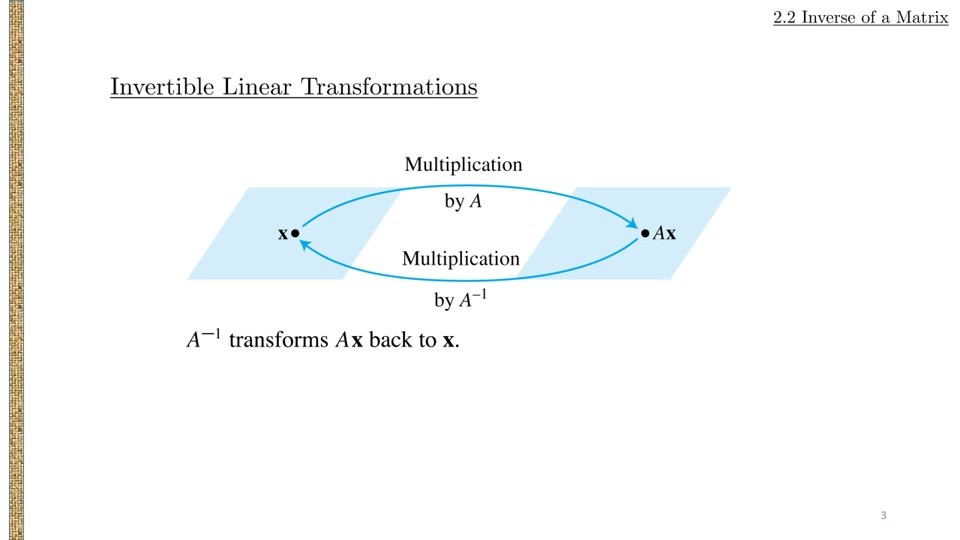 2.2 Inverse of a Matrix
Invertible Linear Transformations
Multiplication
by A
x
Ax
Multiplication
by A⁻¹
A⁻¹ transforms Ax back to x.
3